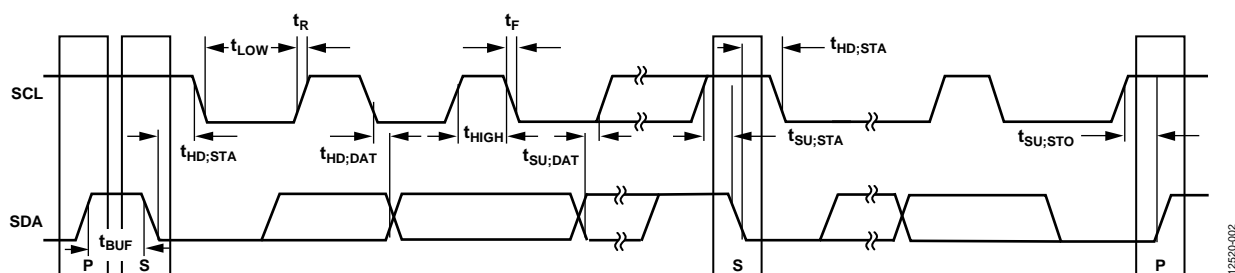 tR
tF
tLOW
tHD;STA
SCL
tHD;STA
tHD;DAT
tHIGH
tSU;DAT
tSU;STA
tSU;STO
SDA
tBUF
P
S
S
P
12520-002